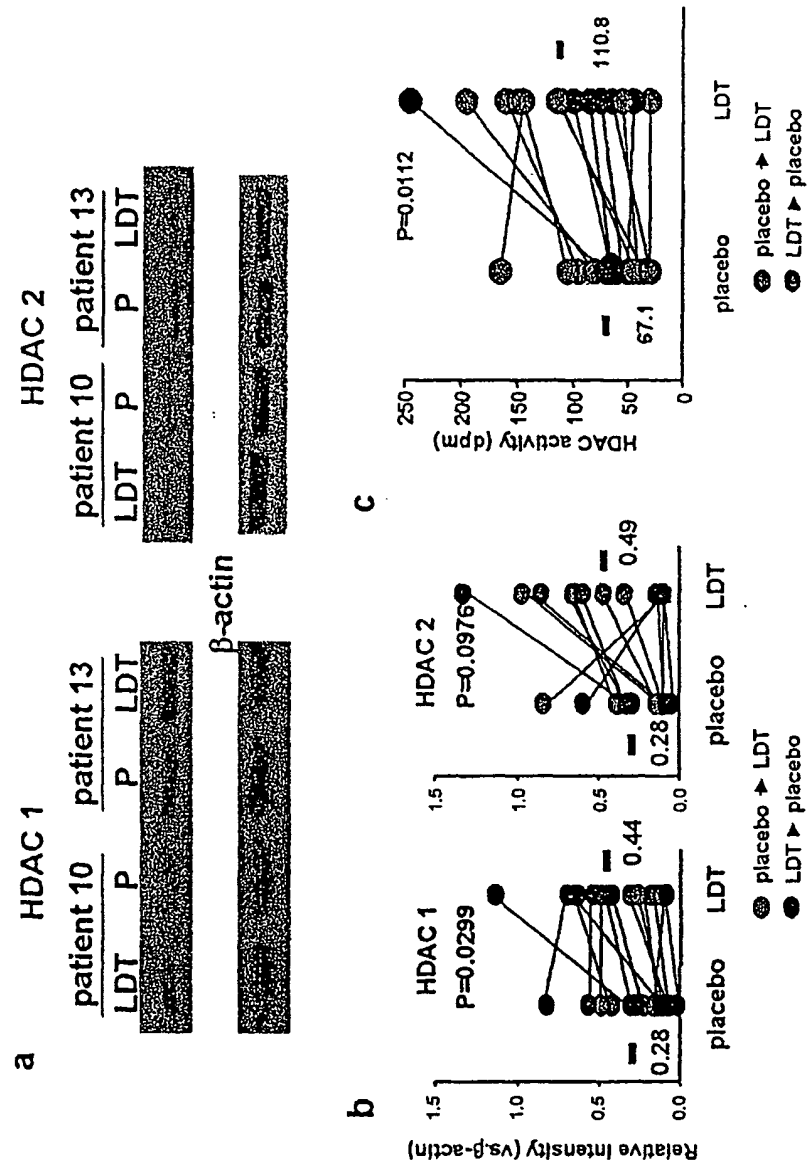 a
HDAC 1
HDAC 2
patient 10 patient 13
LDT P P LDT
patient 10 patient 13
LDT P P LDT
β-actin
b
Relative Intensity (vs.β-actin)
1.5
1.0
0.5
0.0
HDAC 1
P=0.0299
0.28
0.44
placebo LDT
1.5
1.0
0.5
0.0
HDAC 2
P=0.0976
0.28
0.49
placebo LDT
placebo → LDT
LDT ➤ placebo
c
HDAC activity (dpm)
250
200
150
100
50
0
P=0.0112
67.1
110.8
placebo LDT
placebo → LDT
LDT ➤ placebo